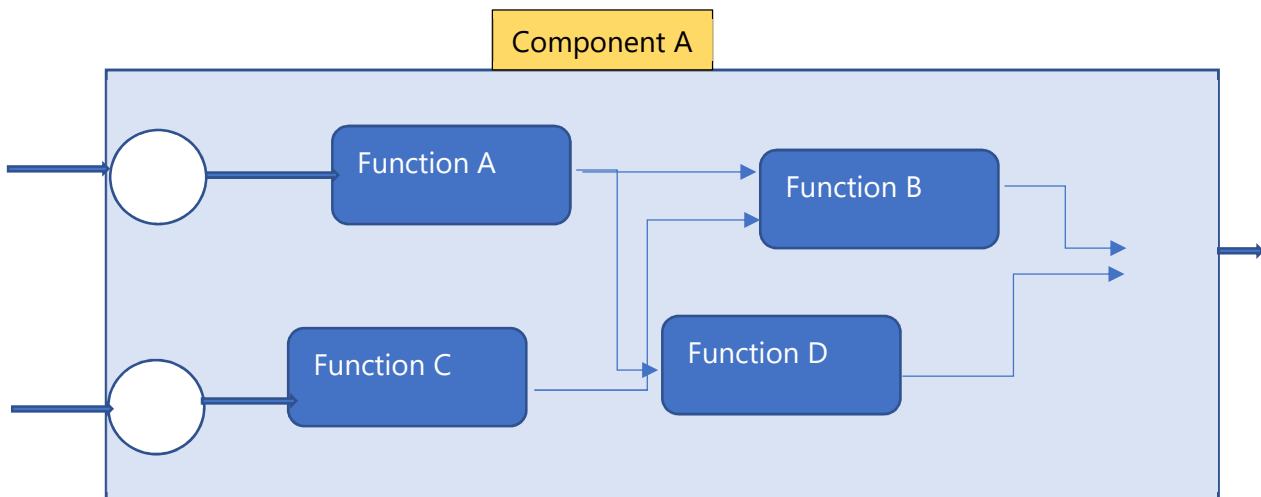 Component A
Function A
Function B
Function C
Function D